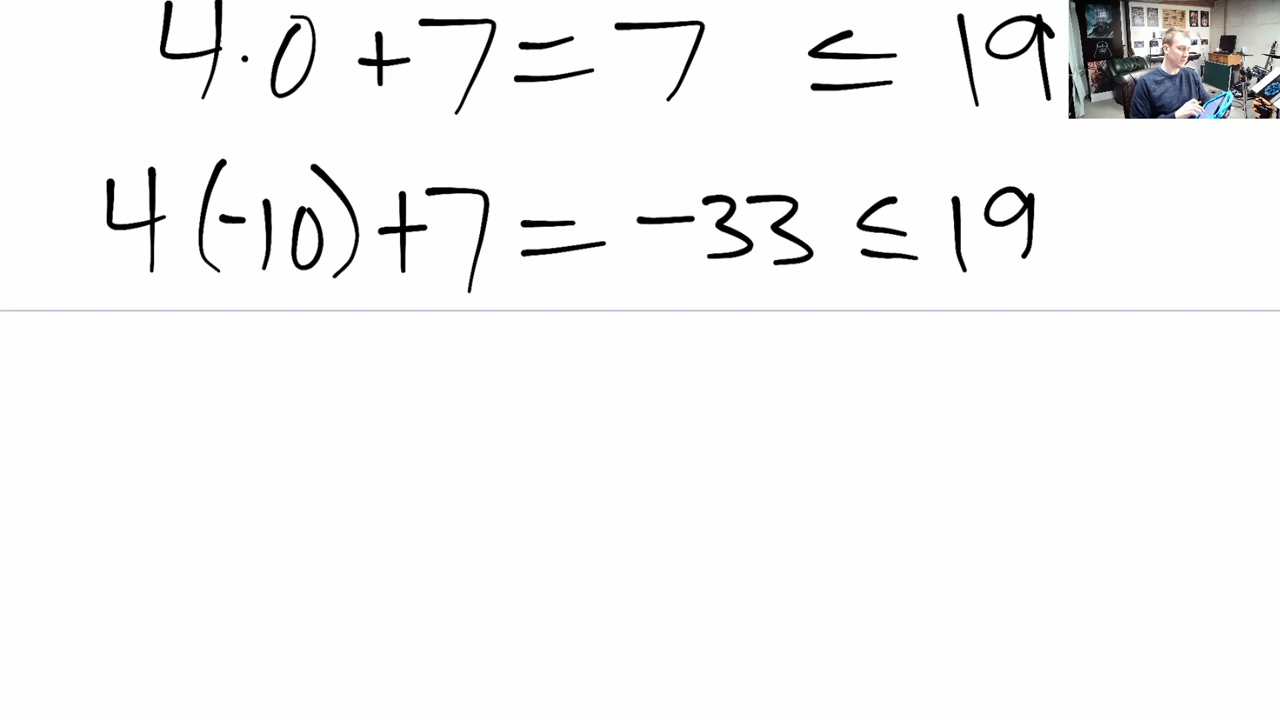 4·0+7=7 ≤ 19
4(-10)+7= -33 ≤ 19